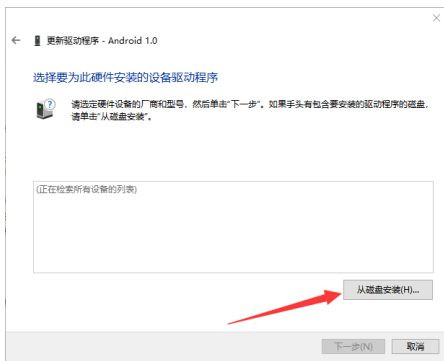 更新驱动程序 - Android 1.0
选择要为此硬件安装的设备驱动程序
请选定硬件设备的厂商和型号，然后单击“下一步”。如果手头有包含要安装的驱动程序的磁盘，
请单击“从磁盘安装”。
(正在检索所有设备的列表)
从磁盘安装(H)...
下一步(N)
取消